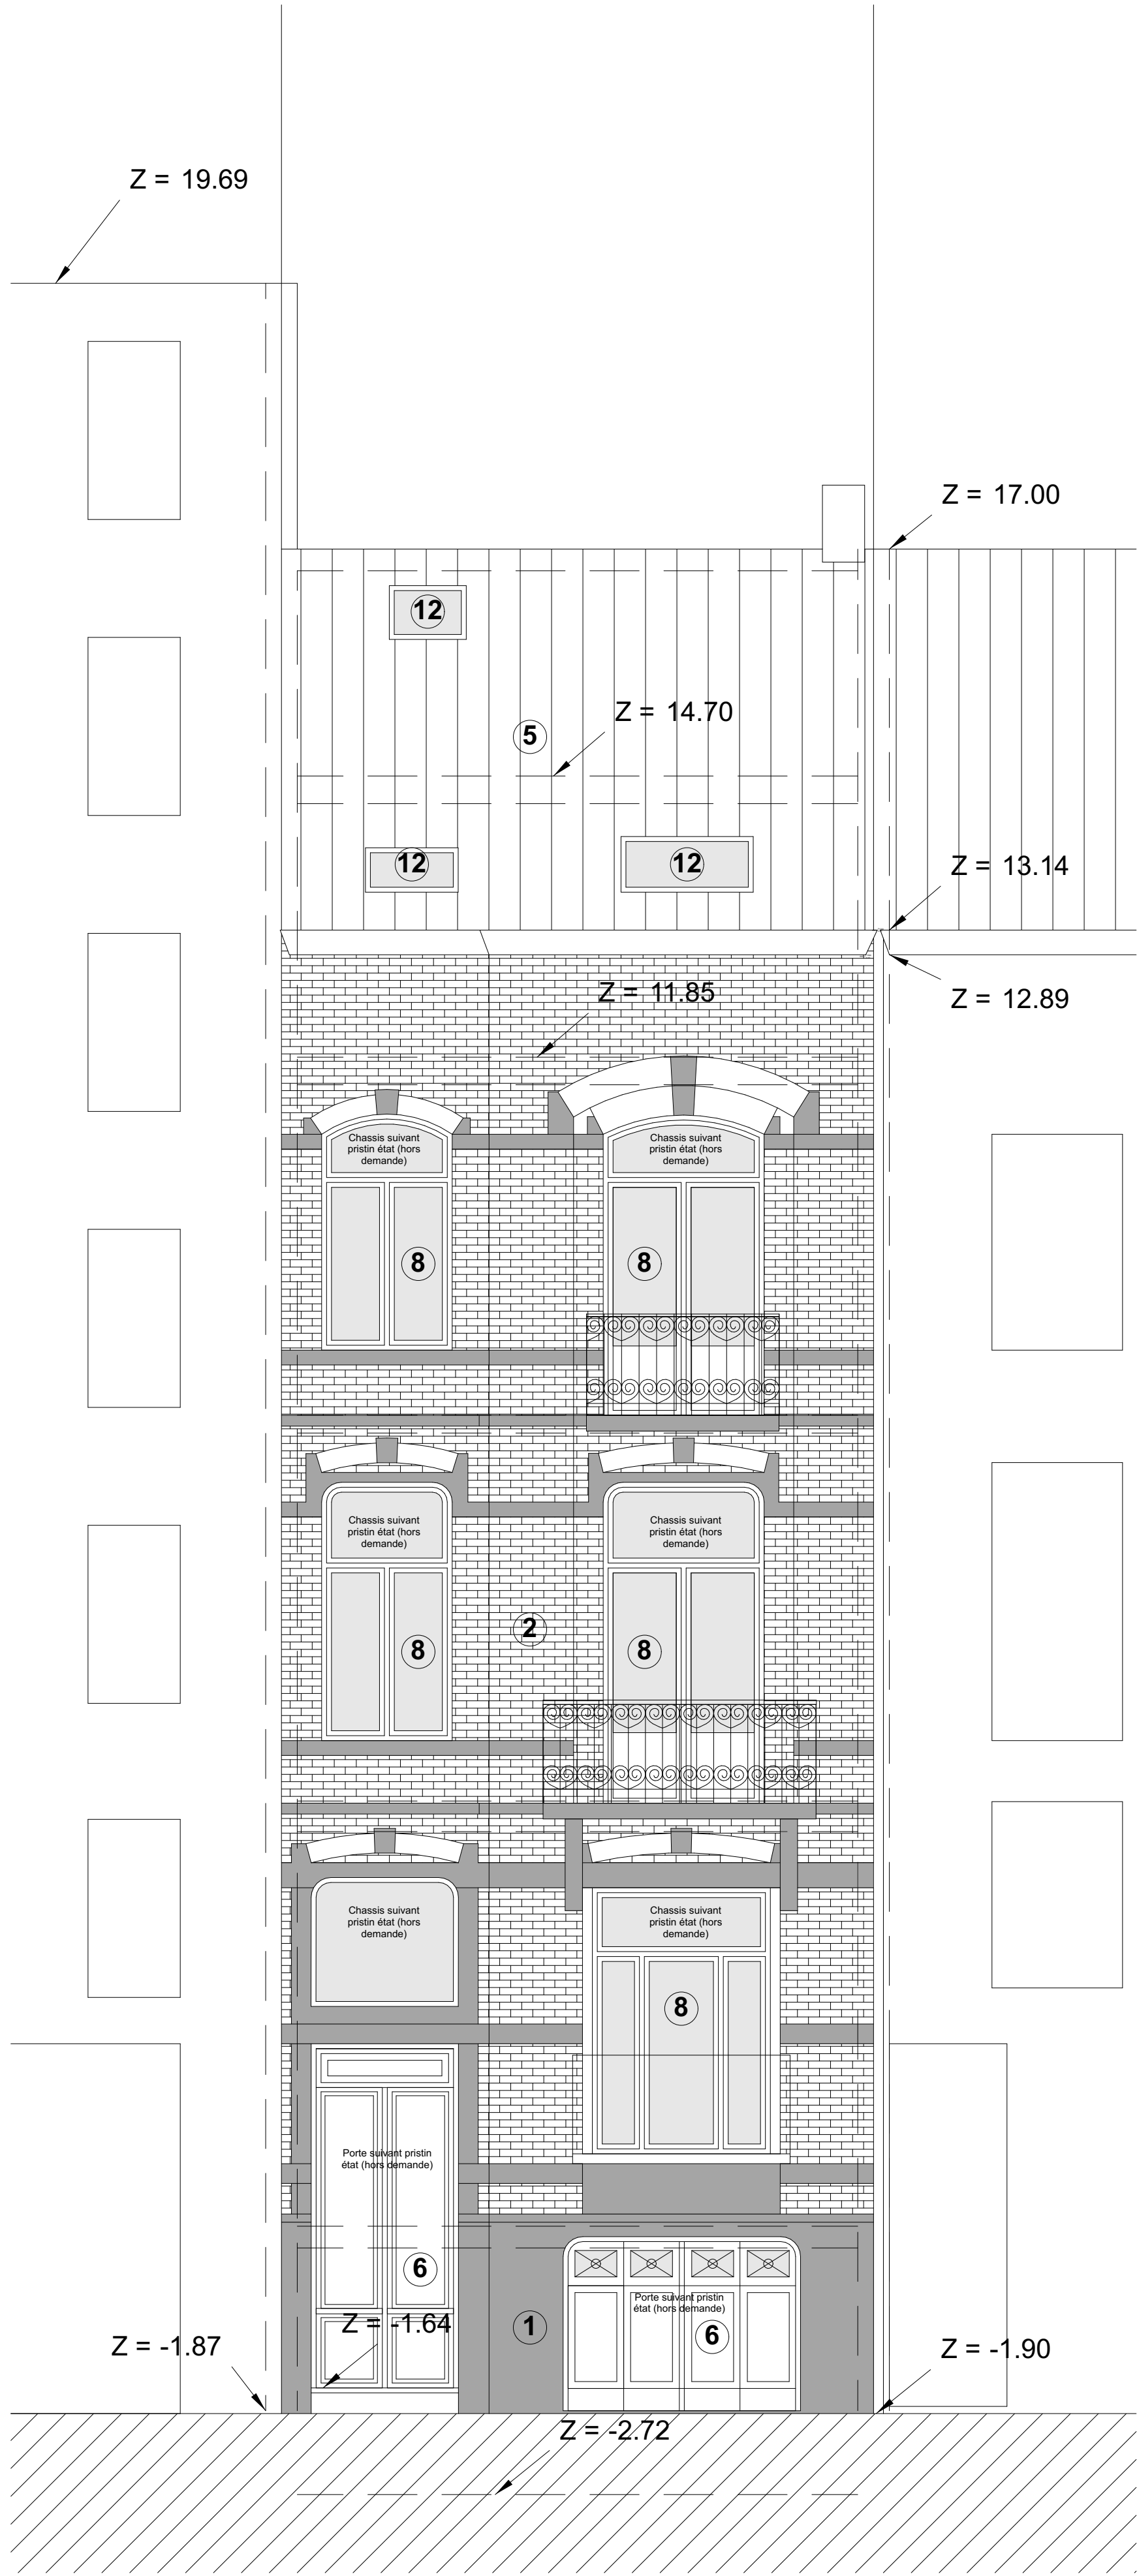 Z = 19.69
Z = 17.00
12
Z = 14.70
5
12
12
Z = 13.14
Z = 11.85
Z = 12.89
Chassis suivant
pristin état (hors
demande)
Chassis suivant
pristin état (hors
demande)
8
8
Chassis suivant
pristin état (hors
demande)
Chassis suivant
pristin état (hors
demande)
2
8
8
Chassis suivant
pristin état (hors
demande)
Chassis suivant
pristin état (hors
demande)
8
Porte suivant pristin
état (hors demande)
6
Porte suivant pristin
état (hors demande)
Z = -1.64
1
6
Z = -1.87
Z = -1.90
Z = -2.72